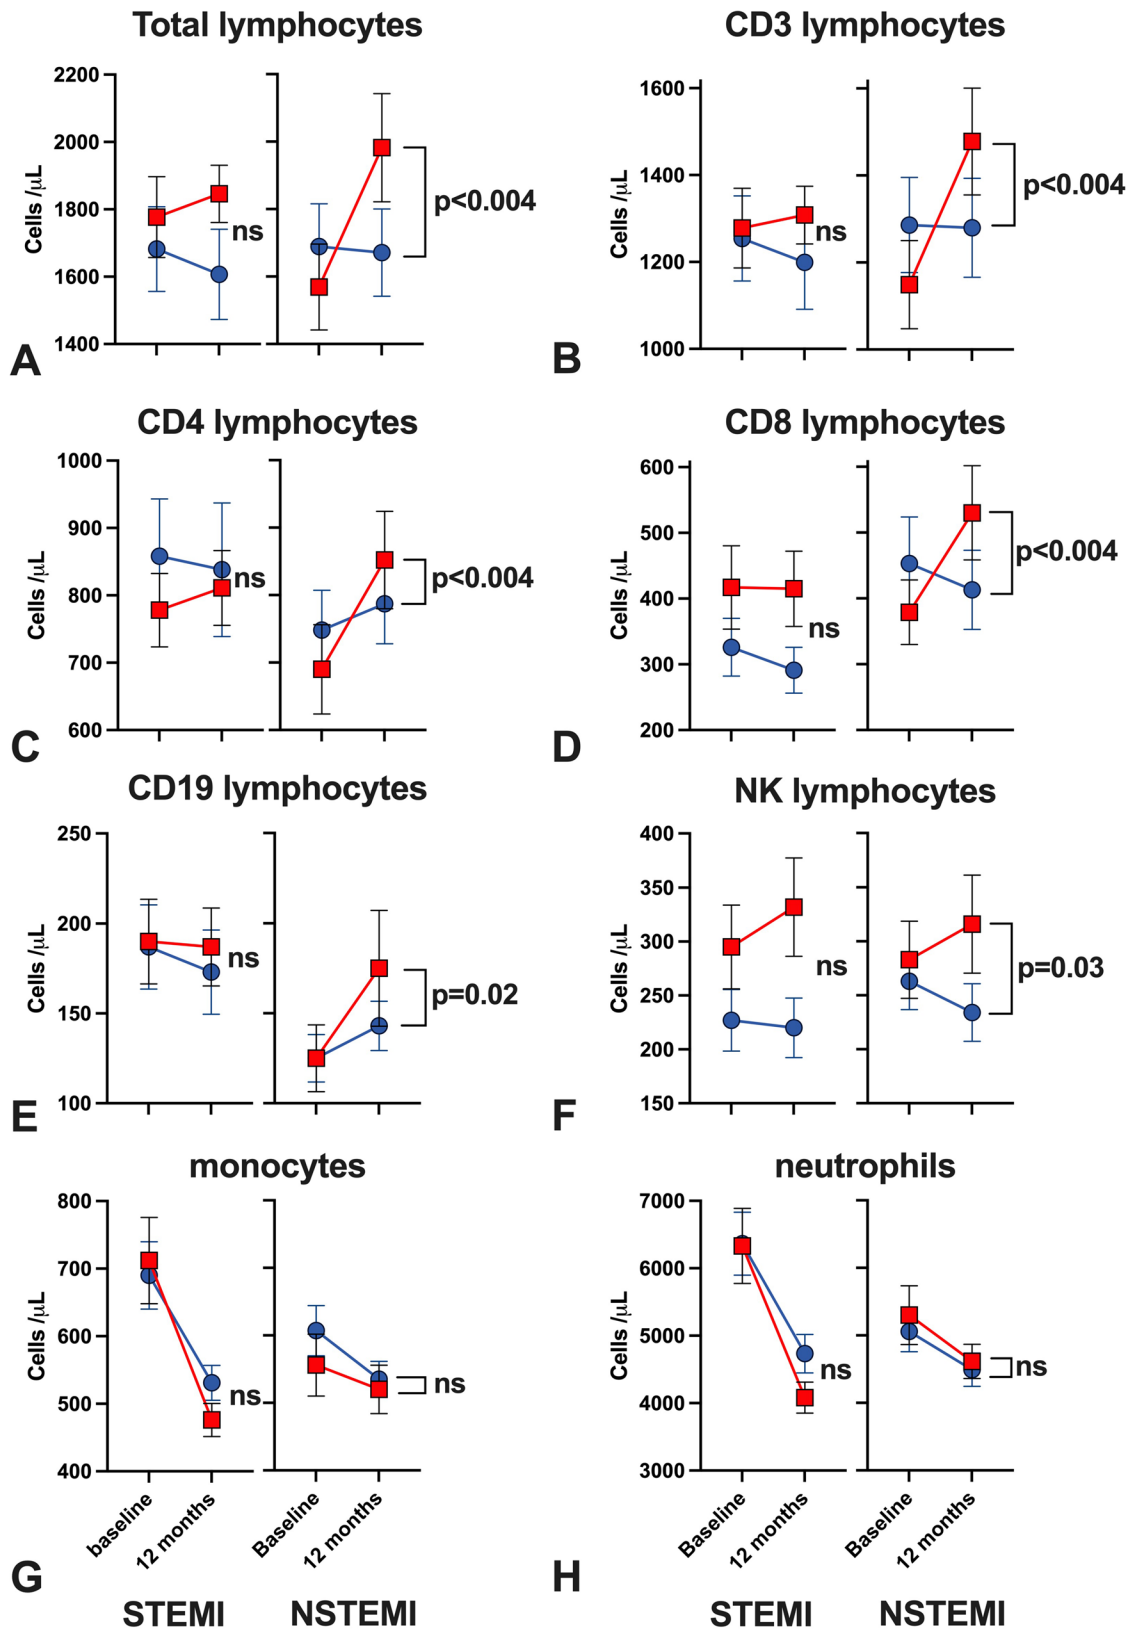 Total lymphocytes
2200
2000
1800
1600
1400
Cells /μL
ns
p<0.004
A
CD3 lymphocytes
1600
1400
1200
1000
Cells /μL
ns
p<0.004
B
CD4 lymphocytes
1000
900
800
700
600
Cells /μL
ns
p<0.004
C
CD8 lymphocytes
600
500
400
300
200
Cells /μL
ns
p<0.004
D
CD19 lymphocytes
250
200
150
100
Cells /μL
ns
p=0.02
E
NK lymphocytes
400
350
300
250
200
150
Cells /μL
ns
p=0.03
F
monocytes
800
700
600
500
400
Cells /μL
ns
ns
baseline
12 months
Baseline
12 months
G
STEMI
NSTEMI
neutrophils
7000
6000
5000
4000
3000
Cells /μL
ns
ns
Baseline
12 months
Baseline
12 months
H
STEMI
NSTEMI